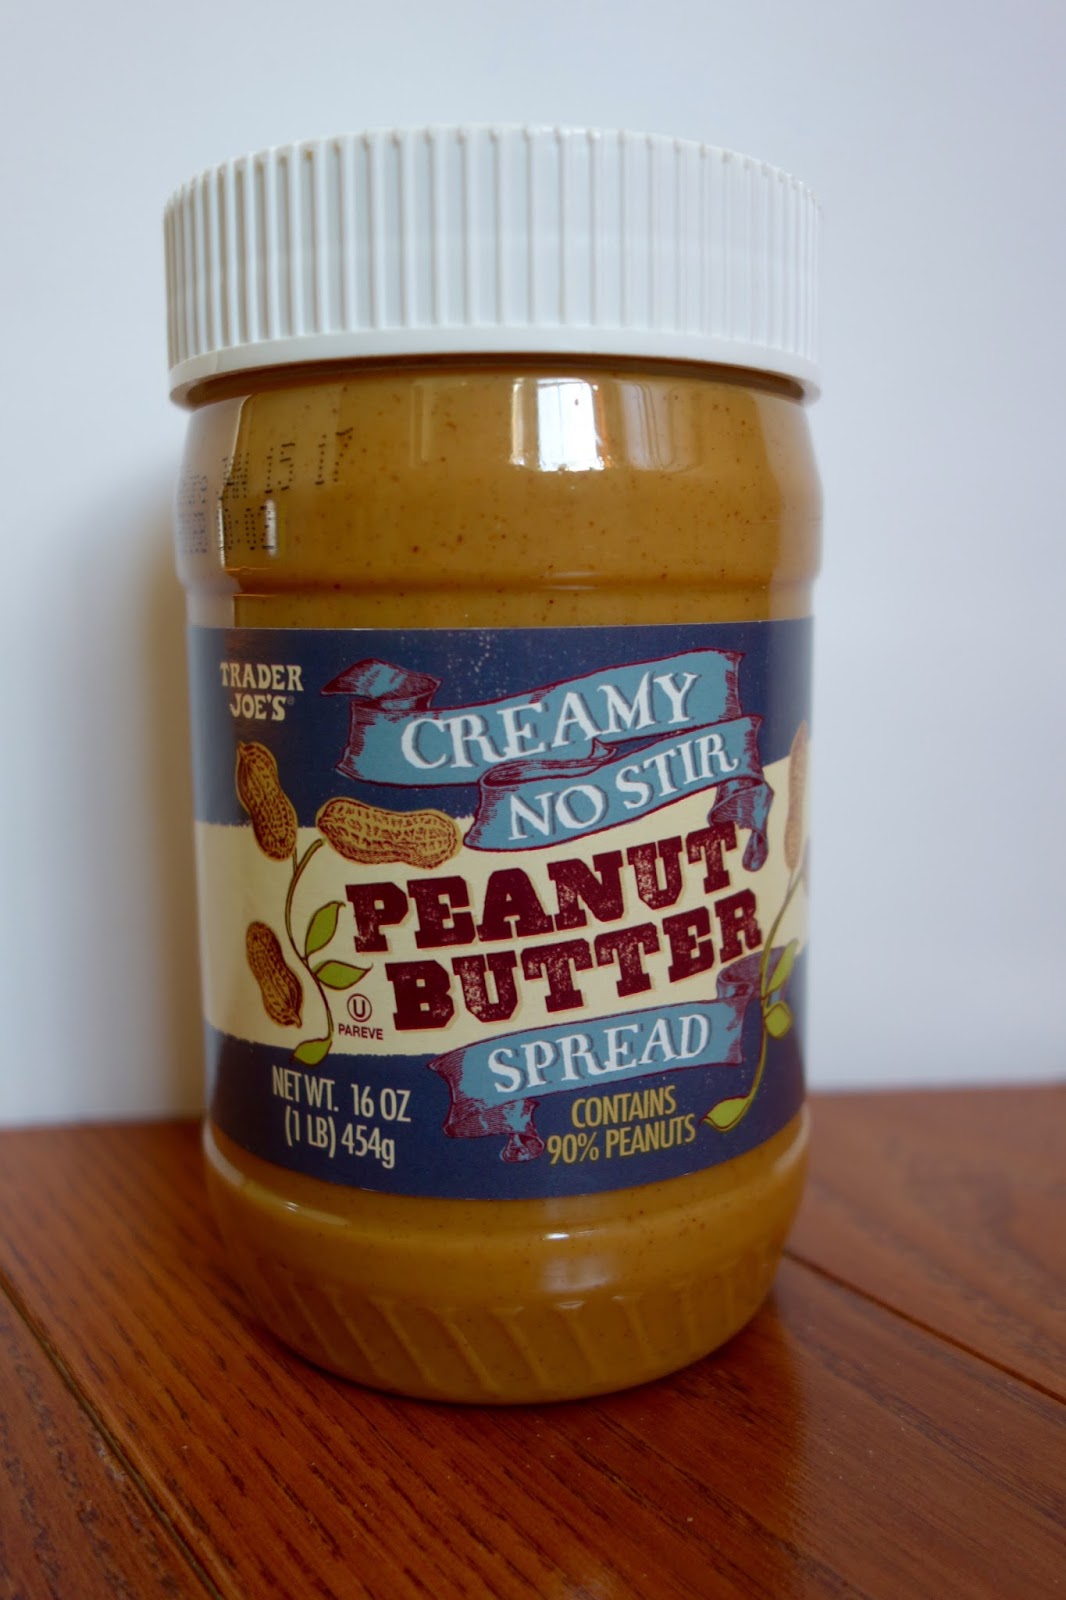 TRADER
JOE'S®
CREAMY
NO STIR
PEANUT
BUTTER
U
PAREVE
SPREAD
NET WT. 16 OZ
(1 LB) 454g
CONTAINS
90% PEANUTS